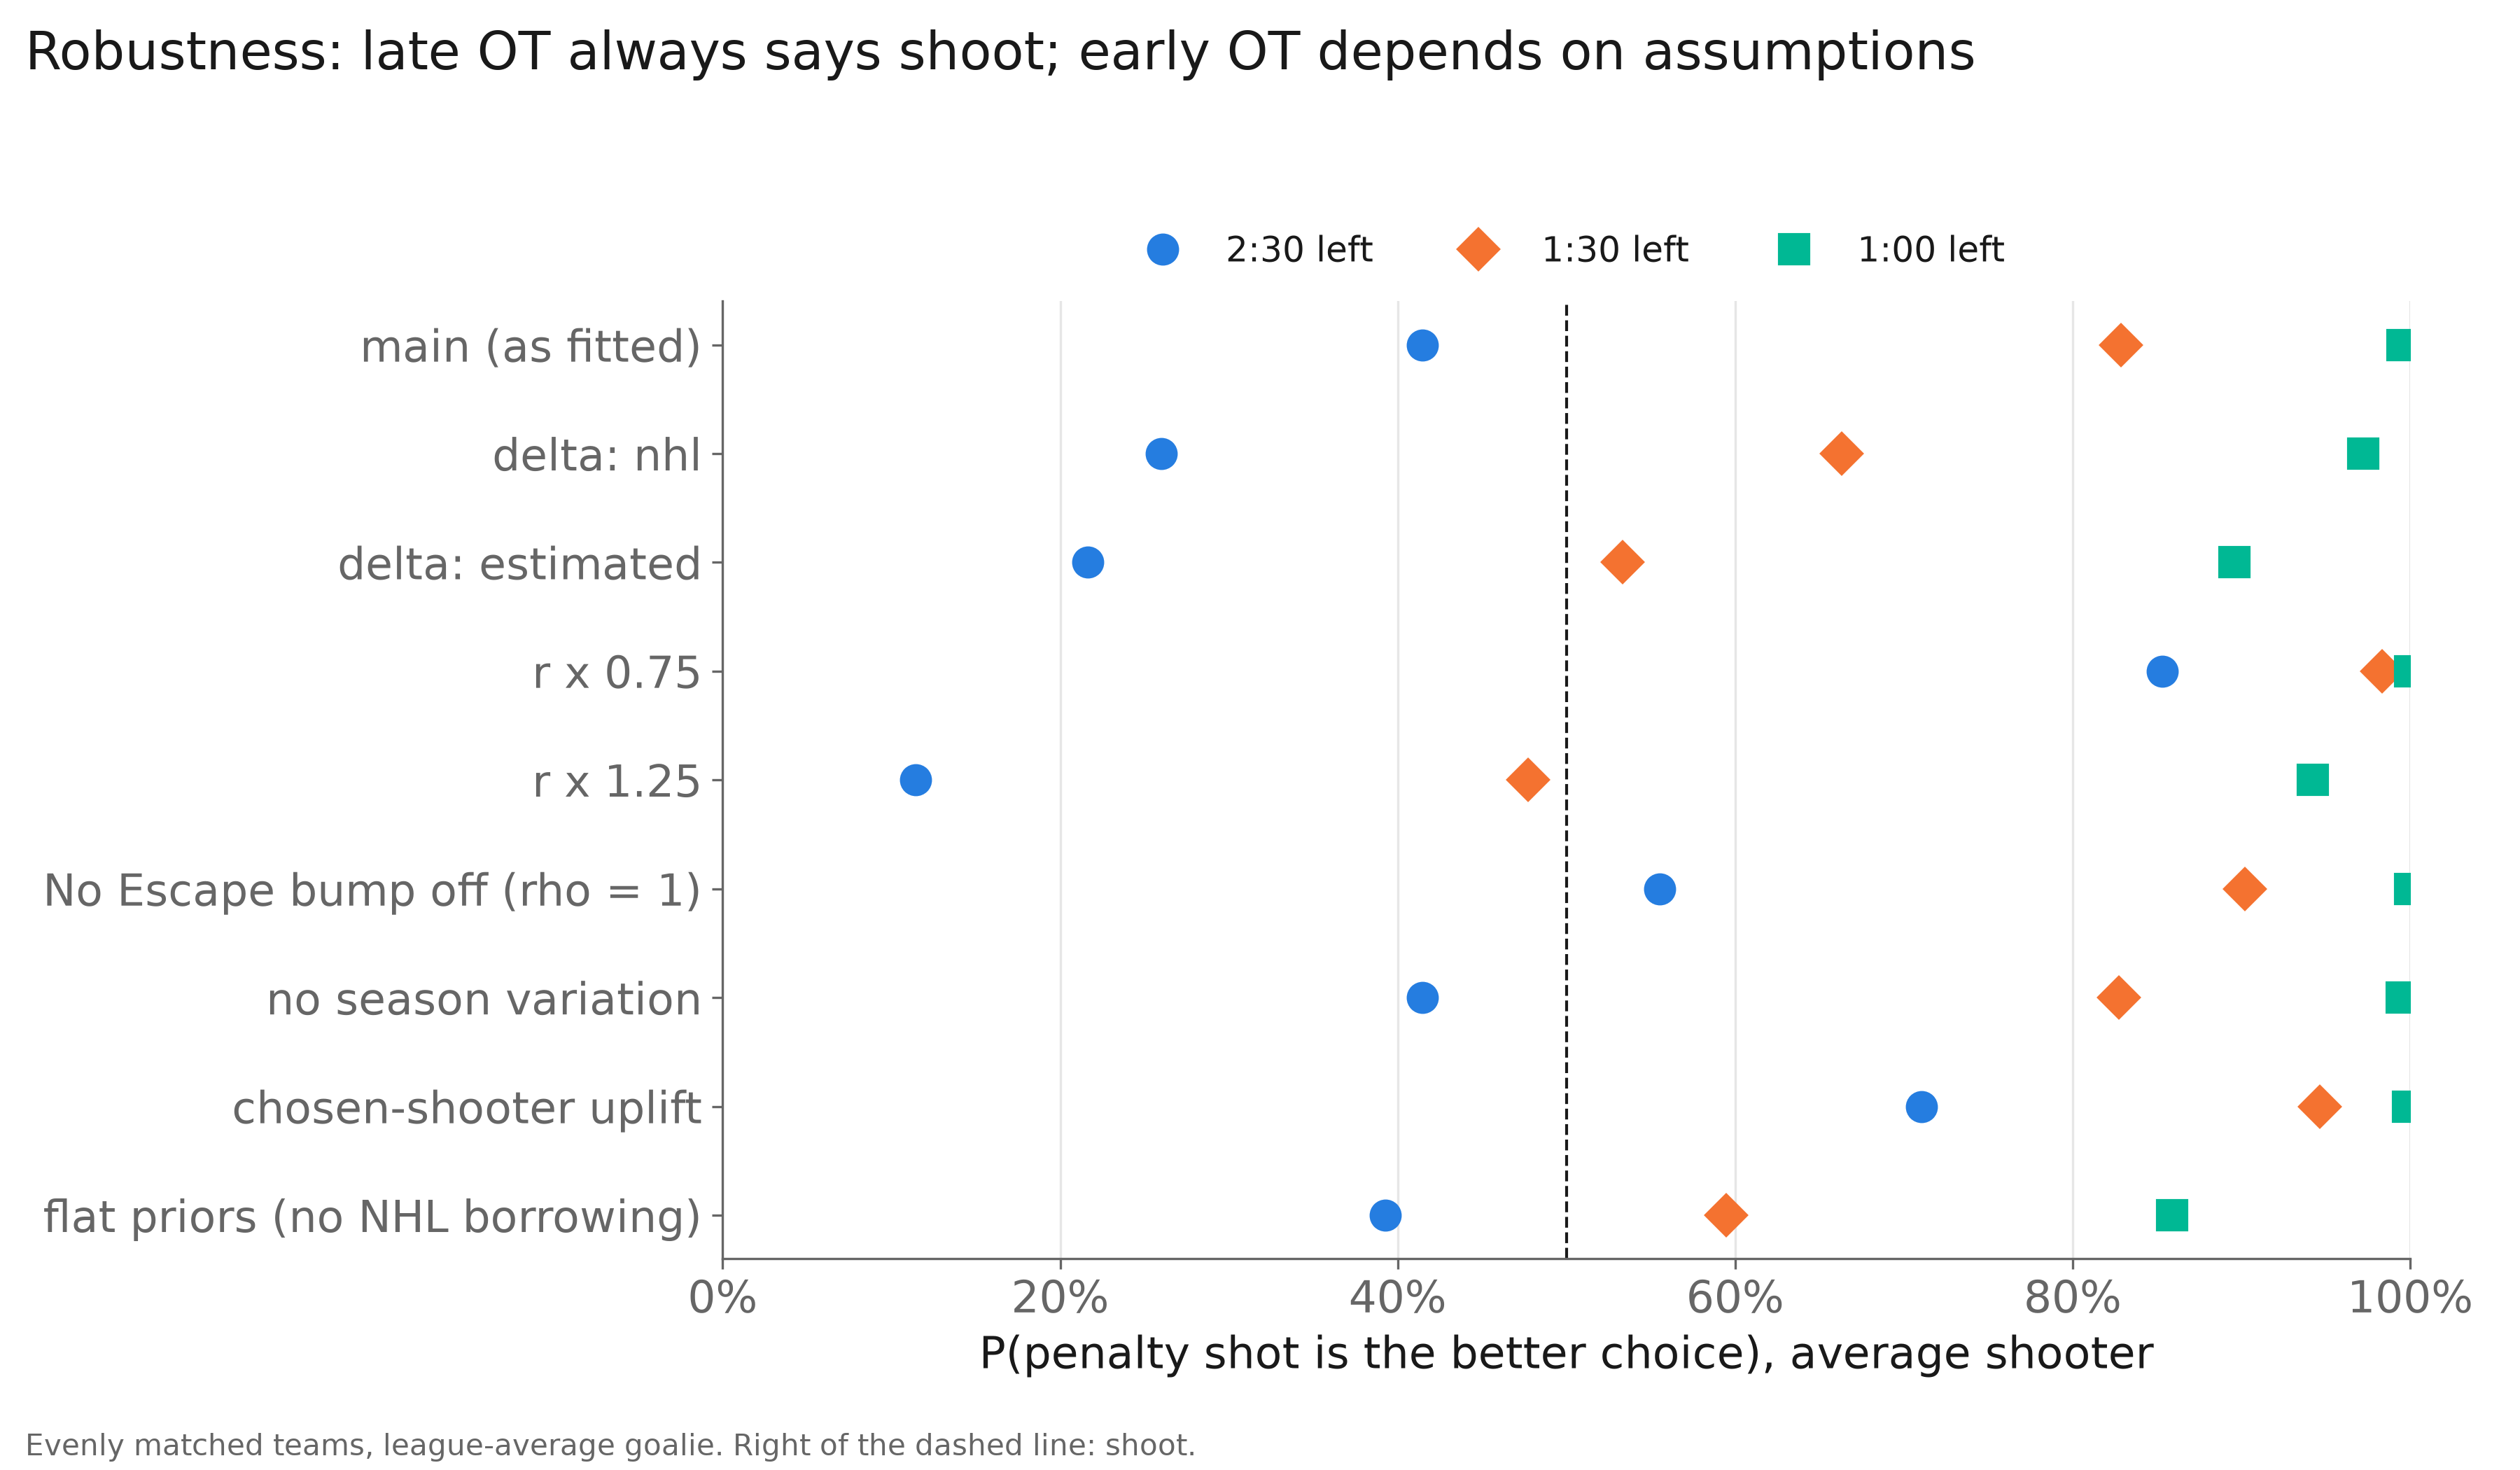 Robustness: late OT always says shoot; early OT depends on assumptions
2:30 left 1:30 left 1:00 left
main (as fitted)
delta: nhl
delta: estimated
r x 0.75
r x 1.25
No Escape bump off (rho = 1)
no season variation
chosen-shooter uplift
flat priors (no NHL borrowing)
0% 20% 40% 60% 80% 100%
P(penalty shot is the better choice), average shooter
Evenly matched teams, league-average goalie. Right of the dashed line: shoot.